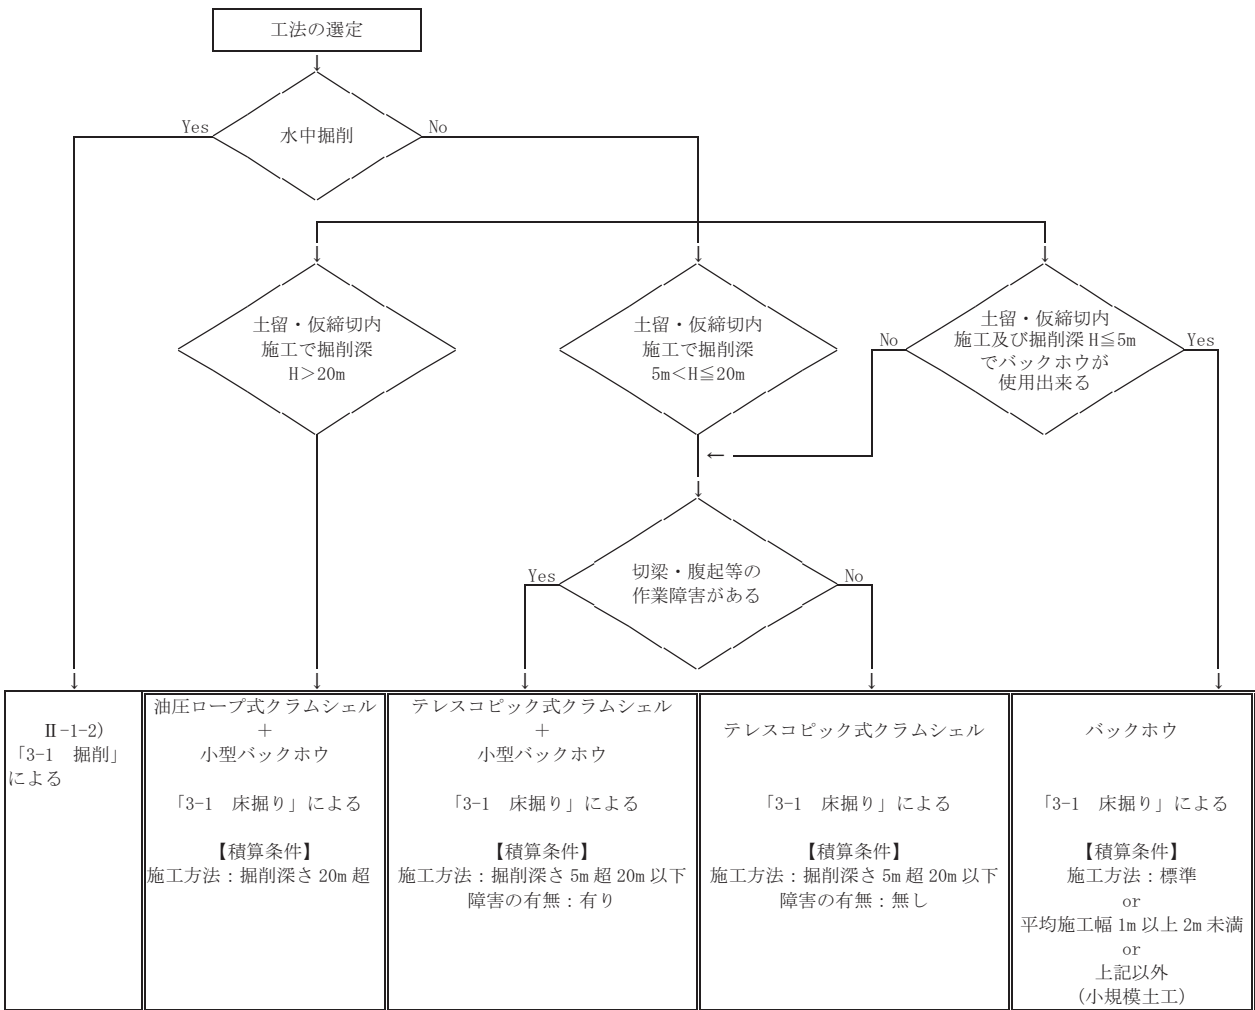 工法の選定
↓
水中掘削
Yes
No
↓
↓
↓
土留・仮締切内
施工で掘削深
H＞20m
土留・仮締切内
施工で掘削深
5m＜H≦20m
土留・仮締切内
施工及び掘削深 H≦5m
でバックホウが
使用出来る
No
Yes
←
↓
切梁・腹起等の
作業障害がある
Yes
No
↓
↓
↓
↓
↓
Ⅱ-1-2)
「3-1　掘削」
による
油圧ロープ式クラムシェル
＋
小型バックホウ
「3-1　床掘り」による
【積算条件】
施工方法：掘削深さ 20m 超
テレスコピック式クラムシェル
＋
小型バックホウ
「3-1　床掘り」による
【積算条件】
施工方法：掘削深さ 5m 超 20m 以下
障害の有無：有り
テレスコピック式クラムシェル
「3-1　床掘り」による
【積算条件】
施工方法：掘削深さ 5m 超 20m 以下
障害の有無：無し
バックホウ
「3-1　床掘り」による
【積算条件】
施工方法：標準
or
平均施工幅 1m 以上 2m 未満
or
上記以外
(小規模土工)